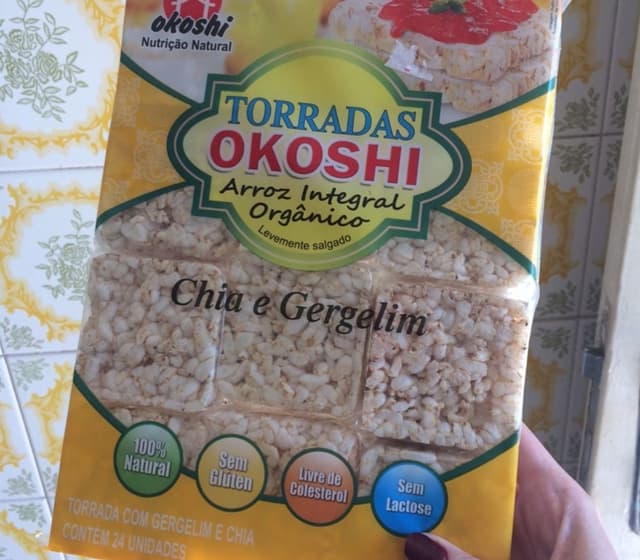 okoshi
Nutrição Natural
TORRADAS
OKOSHI
Arroz Integral
Orgânico
Levemente salgado
Chia e Gergelim
100%
Natural
Sem
Glúten
Livre de
Colesterol
Sem
Lactose
TORRADA COM GERGELIM E CHIA
CONTÉM 24 UNIDADES